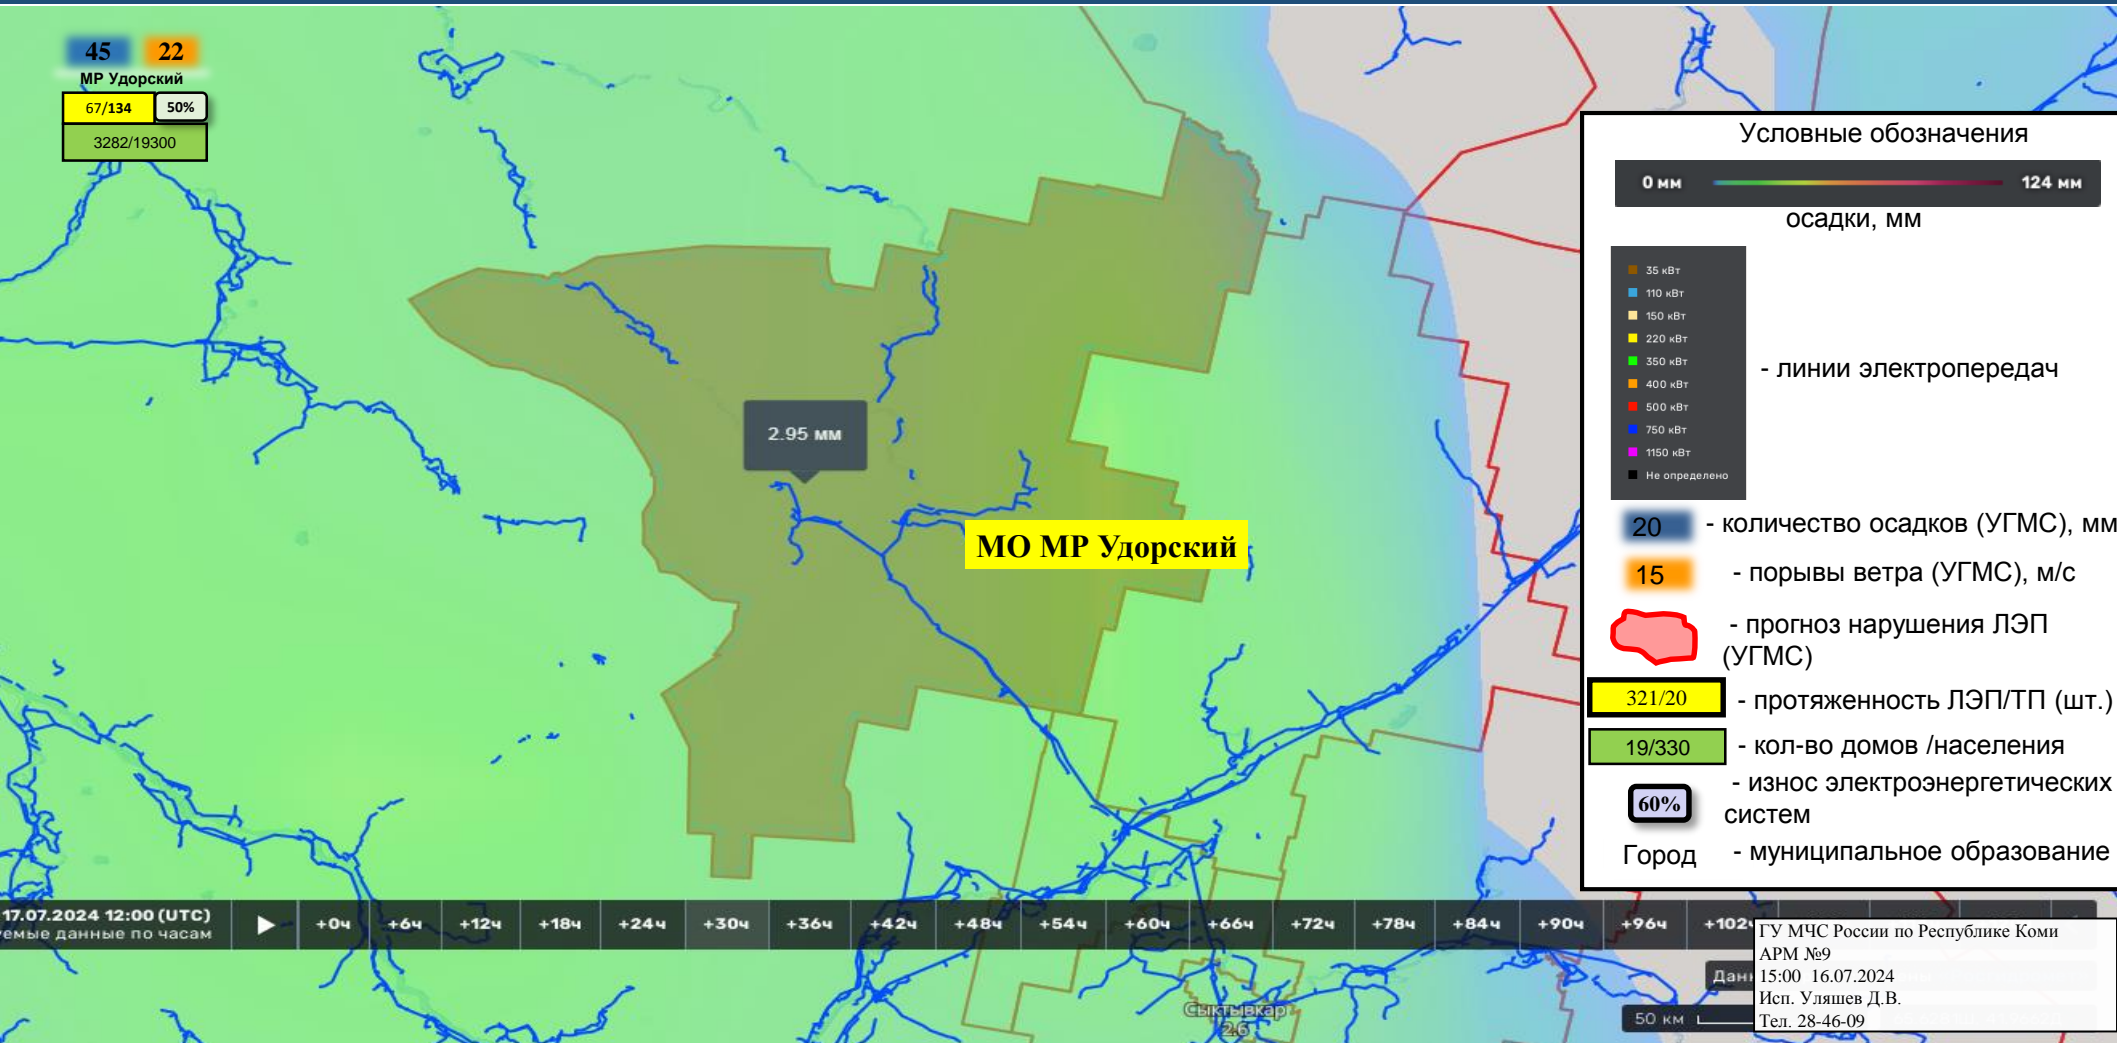 45 22
МР Удорский
67/134 50%
3282/19300
2.95 мм
МО МР Удорский
Условные обозначения
0 мм 124 мм
осадки, мм
35 кВт
110 кВт
150 кВт
220 кВт
350 кВт
400 кВт
500 кВт
750 кВт
1150 кВт
Не определено
- линии электропередач
20 - количество осадков (УГМС), мм
15 - порывы ветра (УГМС), м/с
- прогноз нарушения ЛЭП
(УГМС)
321/20 - протяженность ЛЭП/ТП (шт.)
19/330 - кол-во домов /населения
60% - износ электроэнергетических
систем
Город - муниципальное образование
17.07.2024 12:00 (UTC)
данные по часам
+0ч +6ч +12ч +18ч +24ч +30ч +36ч +42ч +48ч +54ч +60ч +66ч +72ч +78ч +84ч +90ч +96ч +102ч
ГУ МЧС России по Республике Коми
АРМ №9
15:00 16.07.2024
Исп. Уляшев Д.В.
Тел. 28-46-09
50 км
Сыктывкар
2.6